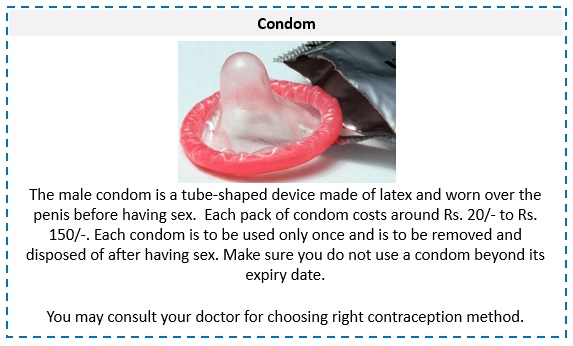 Condom
The male condom is a tube-shaped device made of latex and worn over the
penis before having sex.  Each pack of condom costs around Rs. 20/- to Rs.
150/-. Each condom is to be used only once and is to be removed and
disposed of after having sex. Make sure you do not use a condom beyond its
expiry date.
You may consult your doctor for choosing right contraception method.